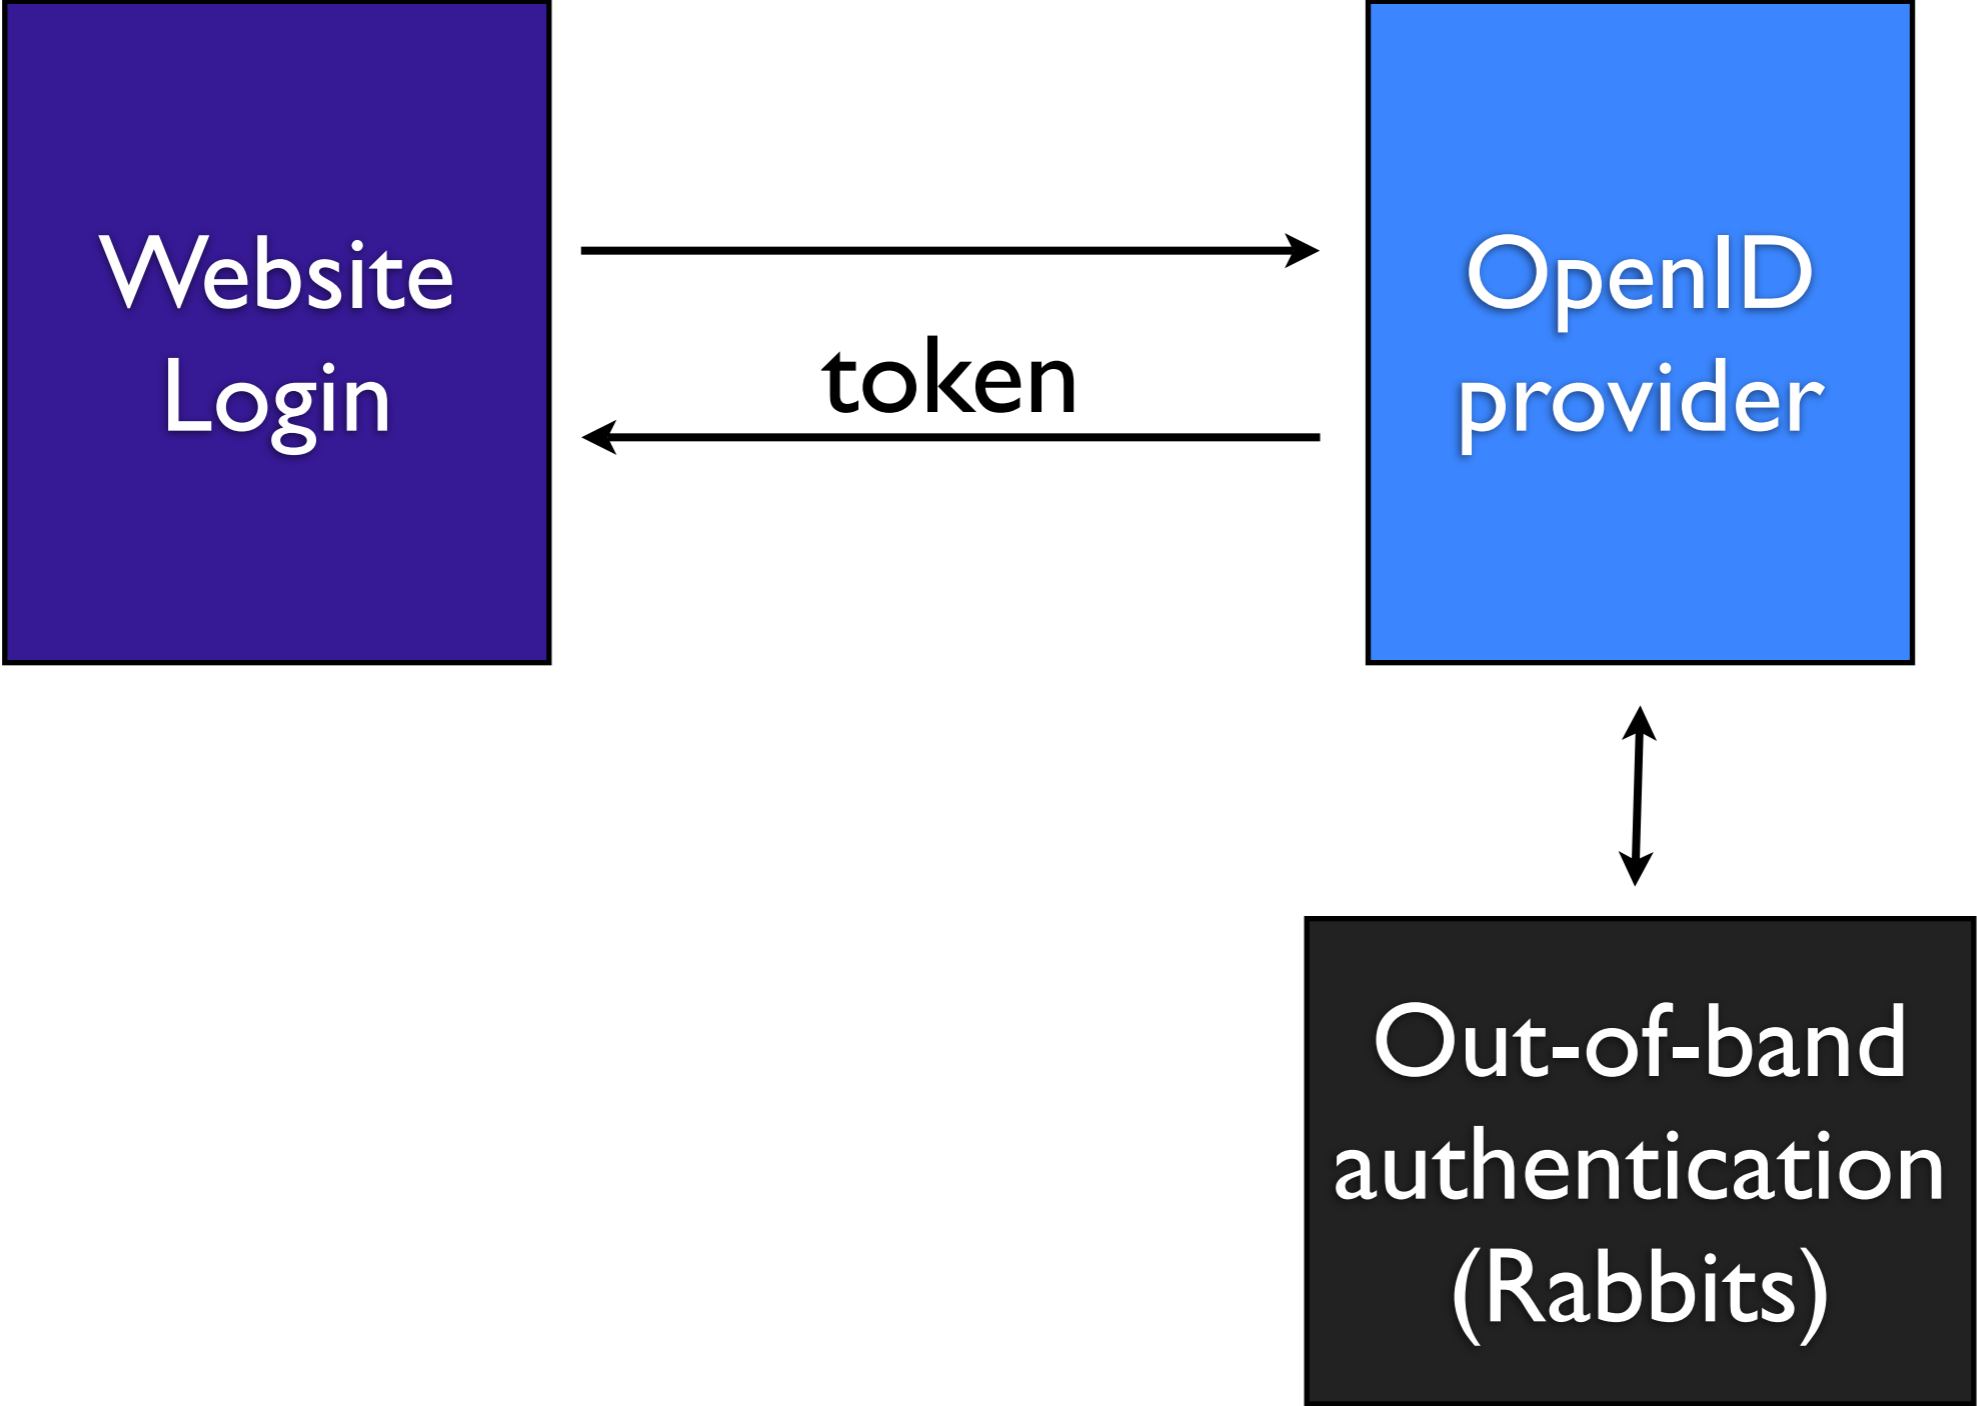 Website
Login
token
OpenID
provider
Out-of-band
authentication
(Rabbits)